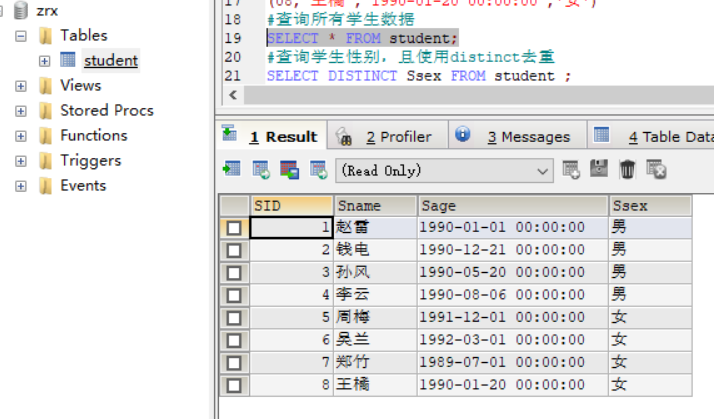 zrx
Tables
student
Views
Stored Procs
Functions
Triggers
Events
17
(08,'王橘','1990-01-20 00:00:00','女')
18 #查询所有学生数据
19 SELECT * FROM student;
20 #查询学生性别，且使用distinct去重
21 SELECT DISTINCT Ssex FROM student ;
1 Result 2 Profiler 3 Messages 4 Table Data
(Read Only)
SID Sname Sage Ssex
1 赵雷 1990-01-01 00:00:00 男
2 钱电 1990-12-21 00:00:00 男
3 孙风 1990-05-20 00:00:00 男
4 李云 1990-08-06 00:00:00 男
5 周梅 1991-12-01 00:00:00 女
6 吴兰 1992-03-01 00:00:00 女
7 郑竹 1989-07-01 00:00:00 女
8 王橘 1990-01-20 00:00:00 女